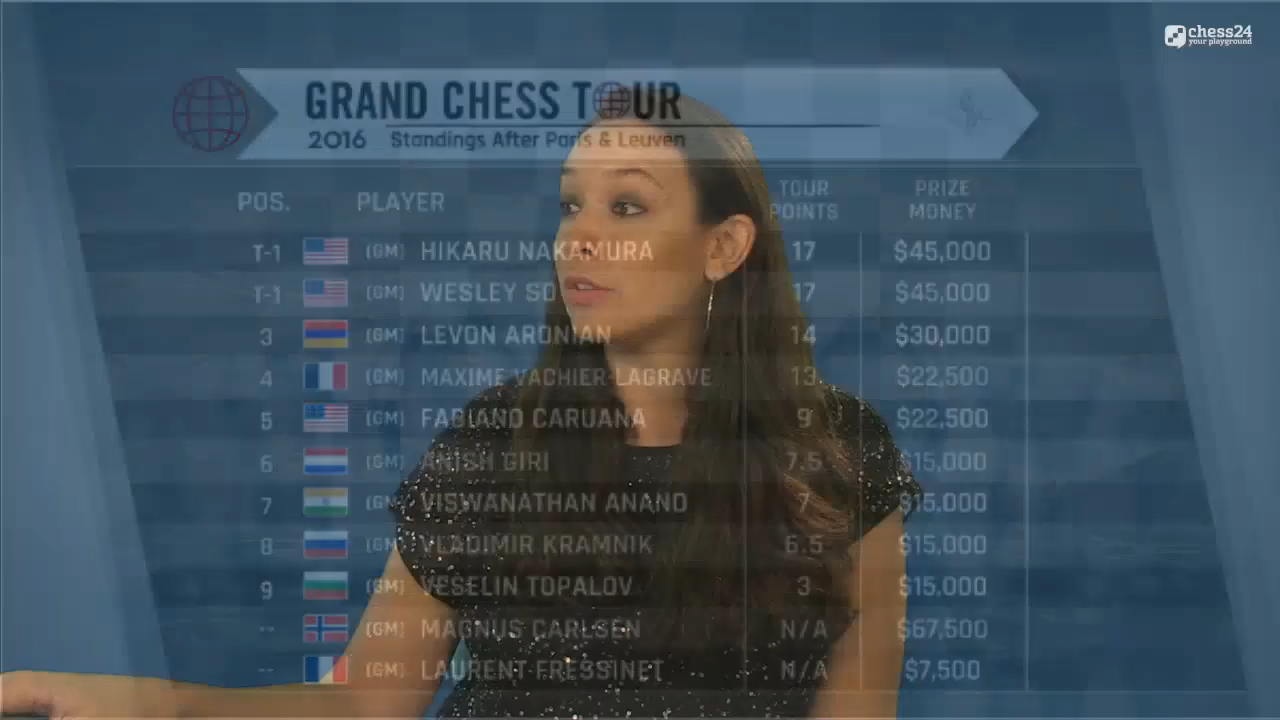 chess24
your playground
GRAND CHESS TOUR
2016 Standings After Paris & Leuven
POS. PLAYER TOUR POINTS PRIZE MONEY
T-1 (GM) HIKARU NAKAMURA 17 $45,000
T-1 (GM) WESLEY SO 17 $45,000
3 (GM) LEVON ARONIAN 14 $30,000
4 (GM) MAXIME VACHIER-LAGRAVE 13 $22,500
5 (GM) FABIANO CARUANA 9 $22,500
6 (GM) ANISH GIRI 7.5 $15,000
7 (GM) VISWANATHAN ANAND 7 $15,000
8 (GM) VLADIMIR KRAMNIK 6.5 $15,000
9 (GM) VESELIN TOPALOV 3 $15,000
-- (GM) MAGNUS CARLSEN N/A $67,500
-- (GM) LAURENT FRESSINET N/A $7,500